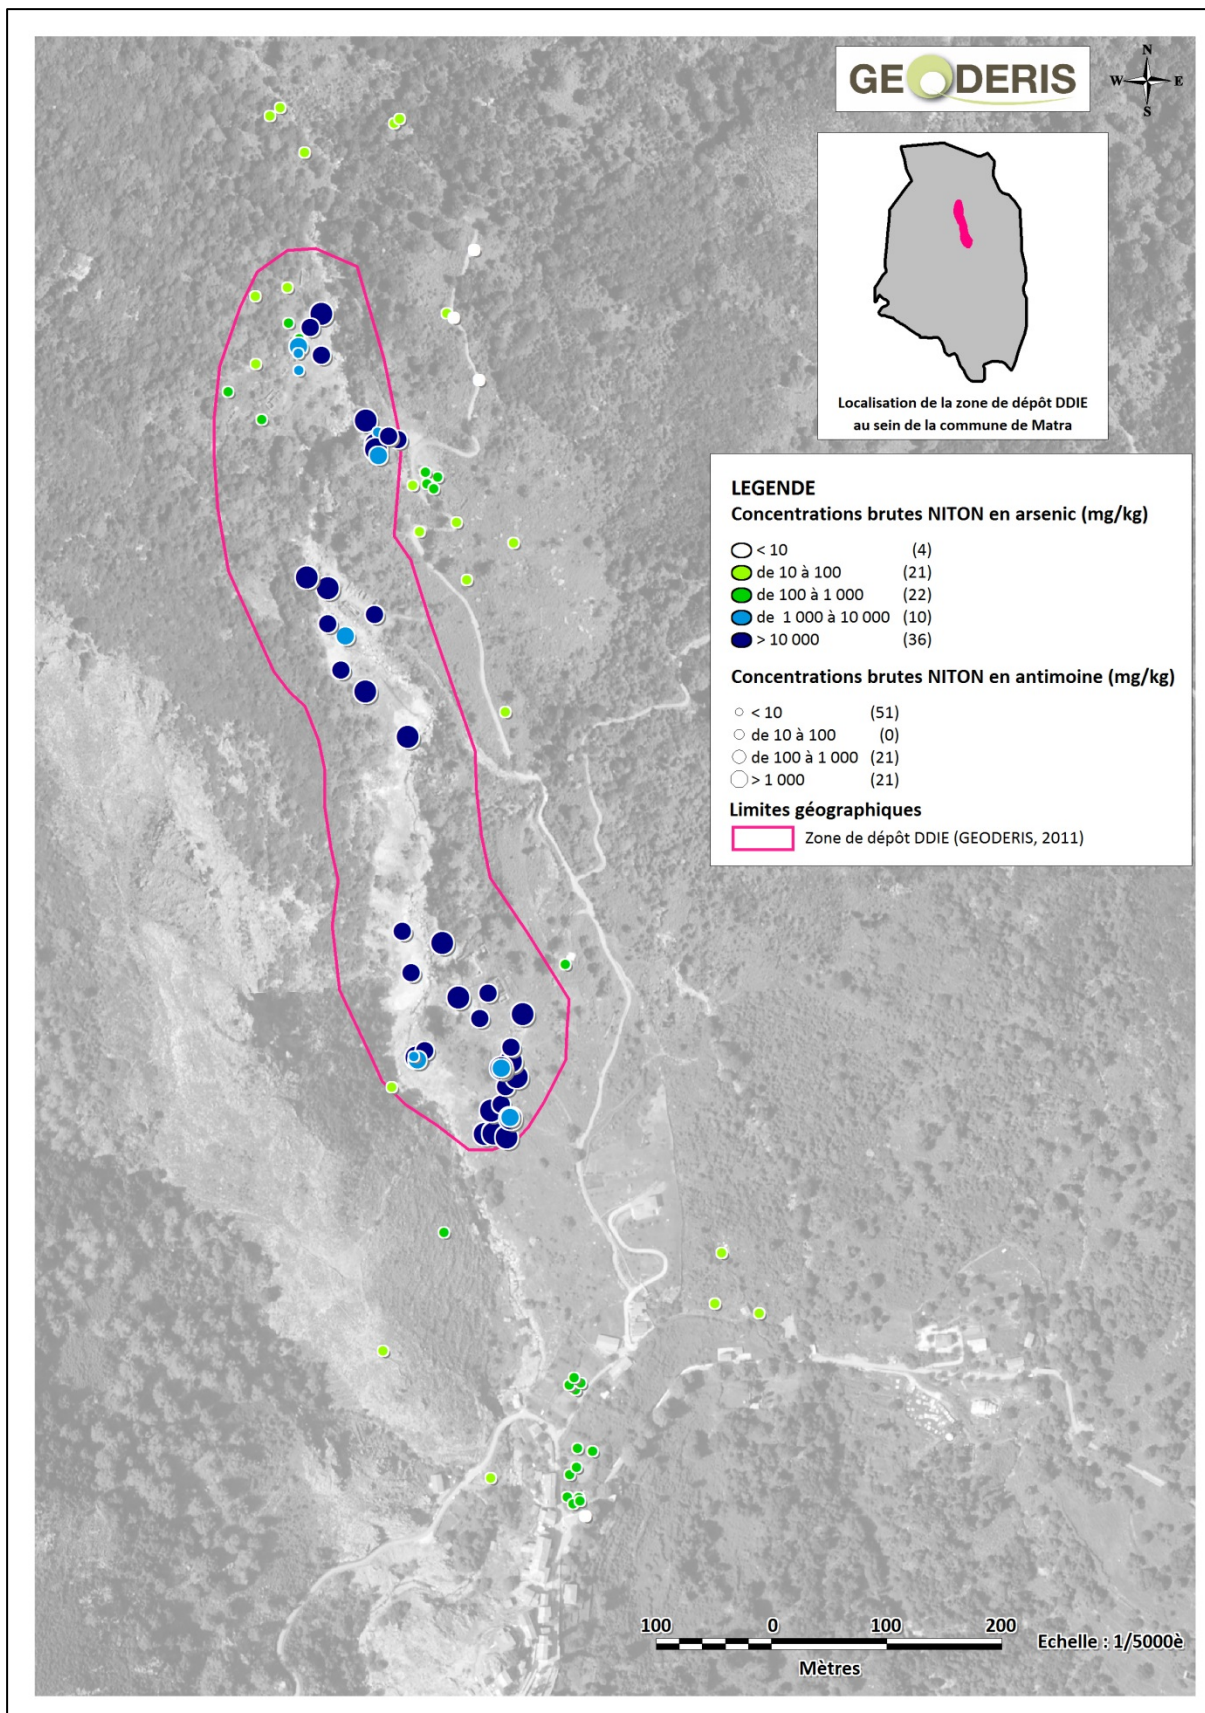 GEODERIS
N
W E
S
Localisation de la zone de dépôt DDIE
au sein de la commune de Matra
LEGENDE
Concentrations brutes NITON en arsenic (mg/kg)
< 10 (4)
de 10 à 100 (21)
de 100 à 1 000 (22)
de 1 000 à 10 000 (10)
> 10 000 (36)
Concentrations brutes NITON en antimoine (mg/kg)
< 10 (51)
de 10 à 100 (0)
de 100 à 1 000 (21)
> 1 000 (21)
Limites géographiques
Zone de dépôt DDIE (GEODERIS, 2011)
100 0 100 200
Echelle : 1/5000è
Mètres